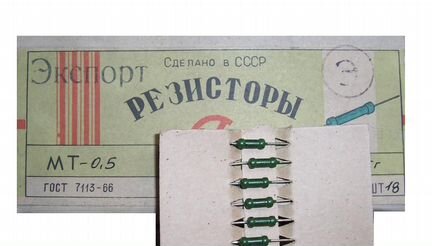 Экспорт
Сделано в СССР
РЕЗИСТОРЫ
Э
МТ-0,5
г
ГОСТ 7113-66
ШТ 18